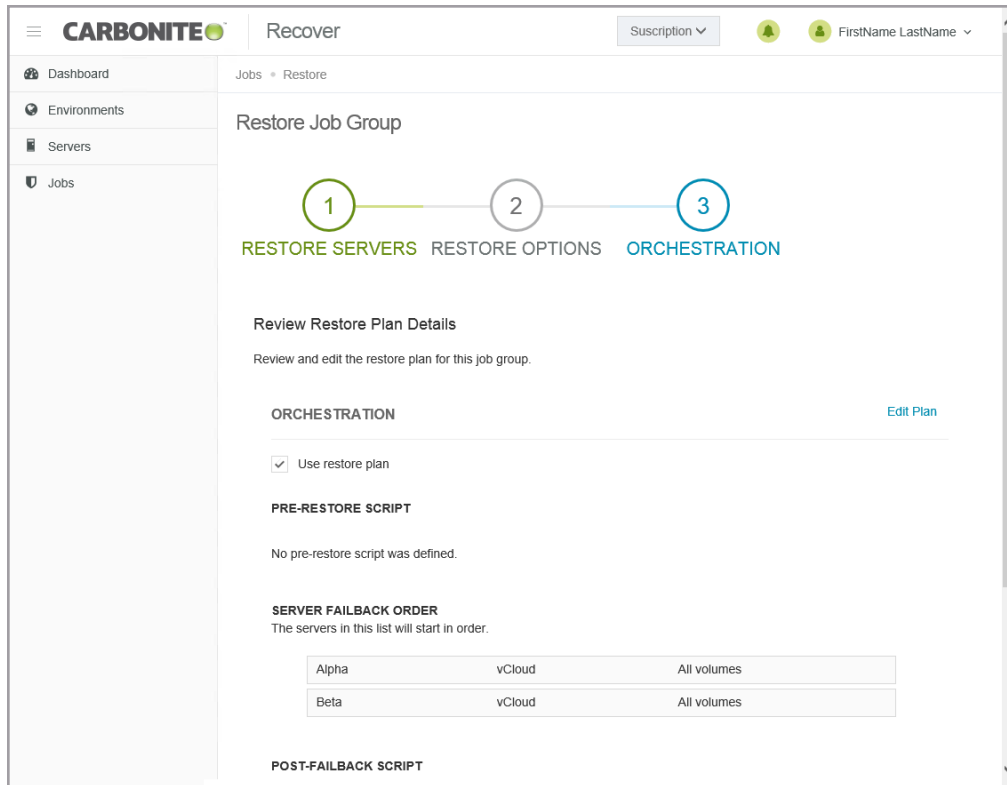 CARBONITE
Recover
Suscription
FirstName LastName
Dashboard
Environments
Servers
Jobs
Jobs • Restore
Restore Job Group
1
2
3
RESTORE SERVERS
RESTORE OPTIONS
ORCHESTRATION
Review Restore Plan Details
Review and edit the restore plan for this job group.
ORCHESTRATION
Edit Plan
Use restore plan
PRE-RESTORE SCRIPT
No pre-restore script was defined.
SERVER FAILBACK ORDER
The servers in this list will start in order.
Alpha vCloud All volumes
Beta vCloud All volumes
POST-FAILBACK SCRIPT